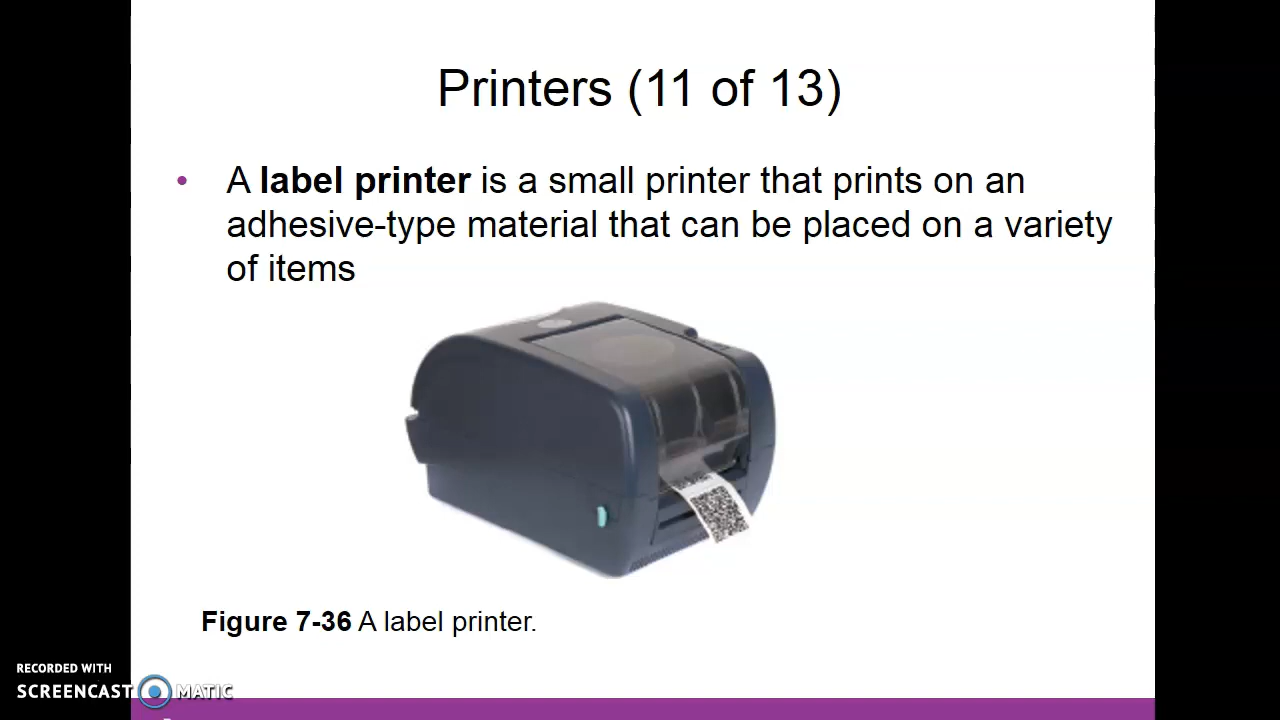 Printers (11 of 13)
• A label printer is a small printer that prints on an
adhesive-type material that can be placed on a variety
of items
Figure 7-36 A label printer.
RECORDED WITH
SCREENCAST MATIC